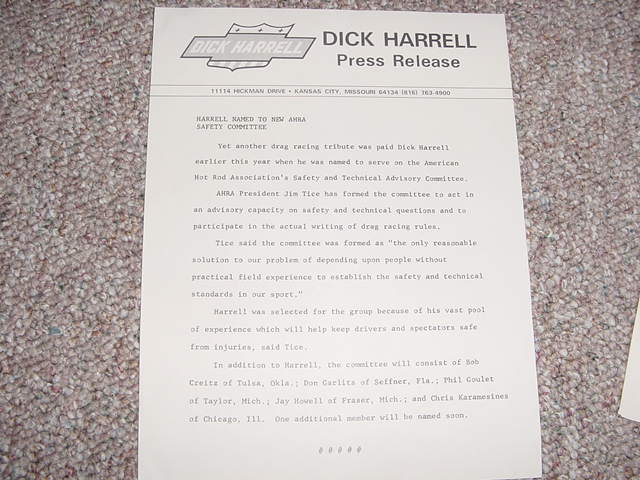 DICK HARRELL
DICK HARRELL
Press Release
11114 HICKMAN DRIVE • KANSAS CITY, MISSOURI 64134 (816) 763-4900
HARRELL NAMED TO NEW AHRA
SAFETY COMMITTEE
Yet another drag racing tribute was paid Dick Harrell
earlier this year when he was named to serve on the American
Hot Rod Association's Safety and Technical Advisory Committee.
AHRA President Jim Tice has formed the committee to act in
an advisory capacity on safety and technical questions and to
participate in the actual writing of drag racing rules.
Tice said the committee was formed as "the only reasonable
solution to our problem of depending upon people without
practical field experience to establish the safety and technical
standards in our sport."
Harrell was selected for the group because of his vast pool
of experience which will help keep drivers and spectators safe
from injuries, said Tice.
In addition to Harrell, the committee will consist of Bob
Creitz of Tulsa, Okla.; Don Garlits of Seffner, Fla.; Phil Goulet
of Taylor, Mich.; Jay Howell of Fraser, Mich.; and Chris Karamesines
of Chicago, Ill. One additional member will be named soon.
# # # # #